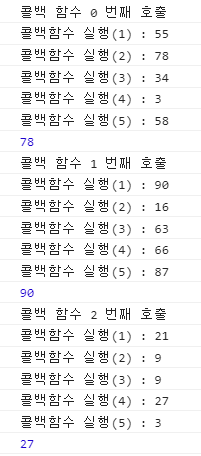 콜백 함수 0 번째 호출
콜백함수 실행(1) : 55
콜백함수 실행(2) : 78
콜백함수 실행(3) : 34
콜백함수 실행(4) : 3
콜백함수 실행(5) : 58
78
콜백 함수 1 번째 호출
콜백함수 실행(1) : 90
콜백함수 실행(2) : 16
콜백함수 실행(3) : 63
콜백함수 실행(4) : 66
콜백함수 실행(5) : 87
90
콜백 함수 2 번째 호출
콜백함수 실행(1) : 21
콜백함수 실행(2) : 9
콜백함수 실행(3) : 9
콜백함수 실행(4) : 27
콜백함수 실행(5) : 3
27